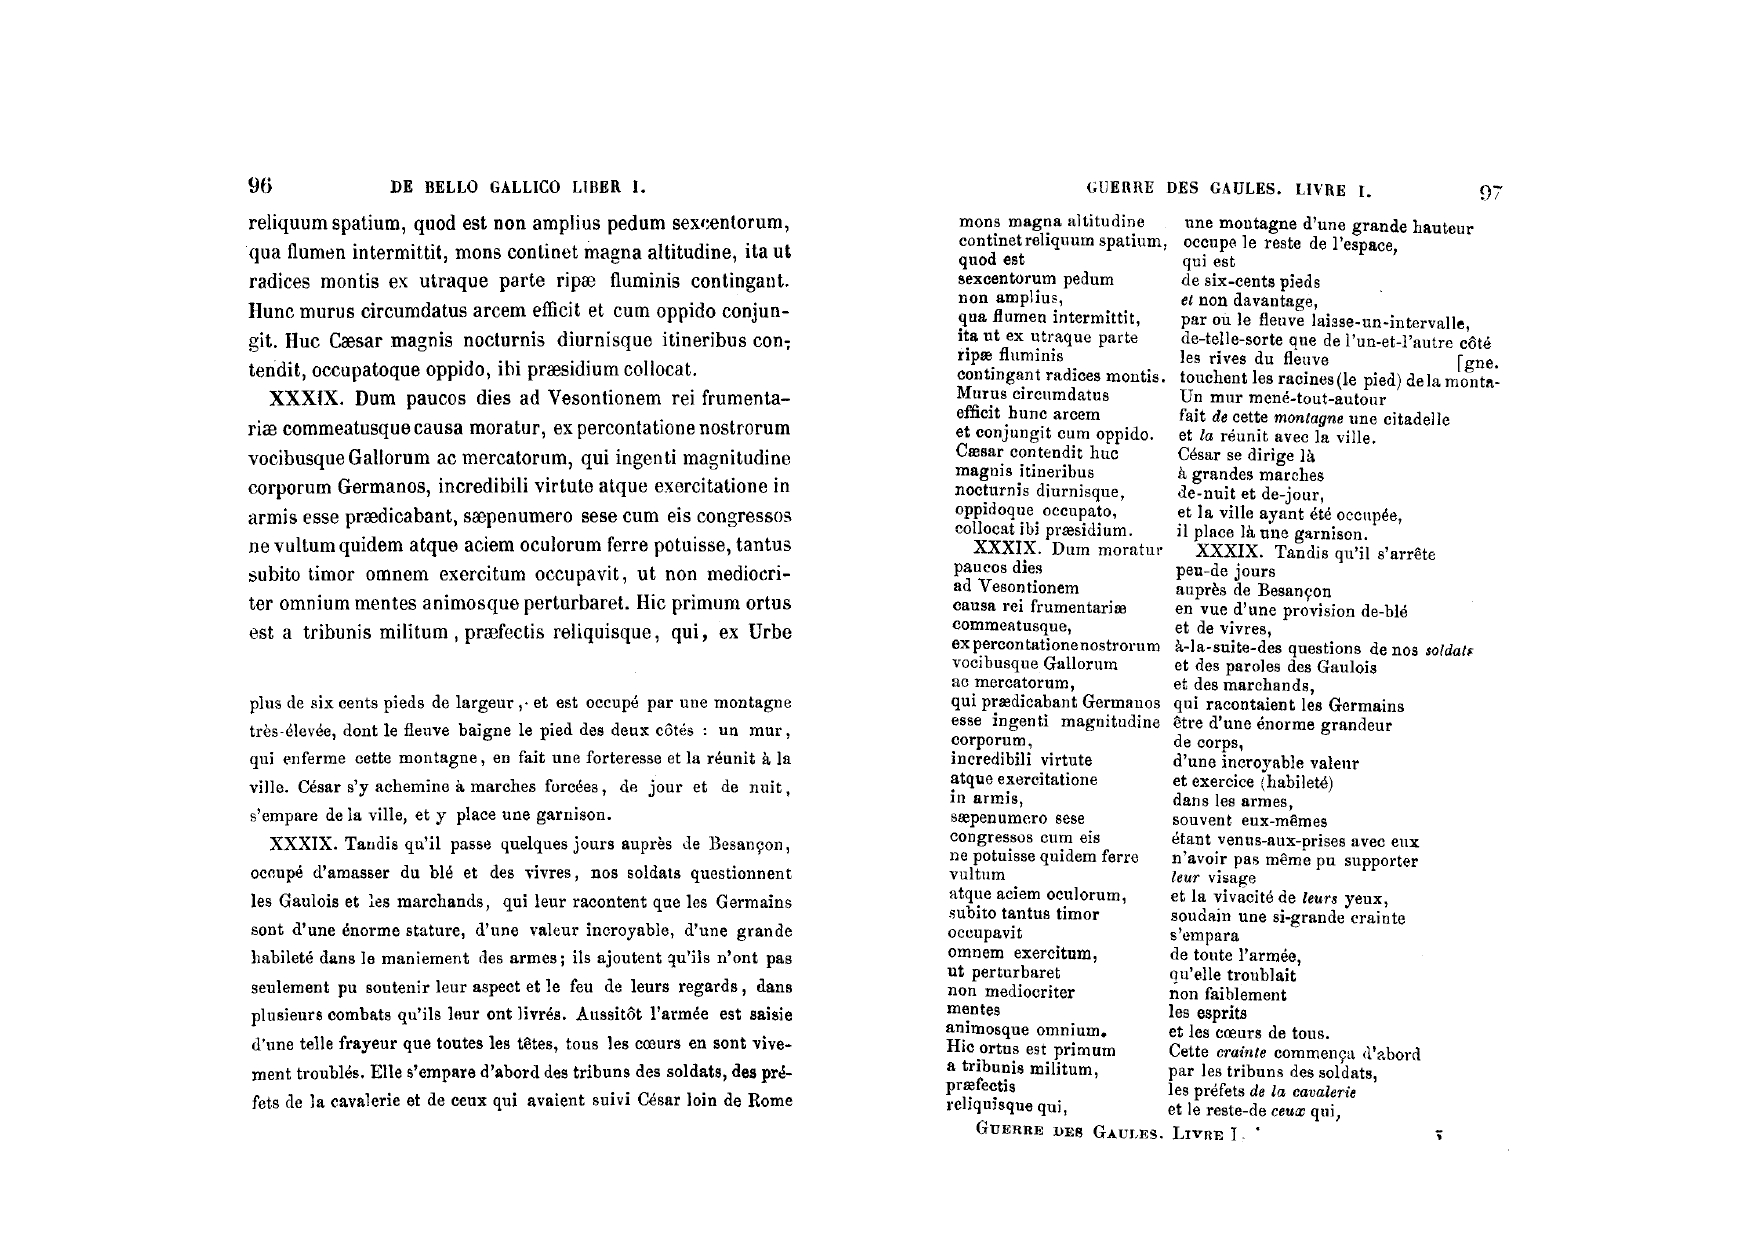 96 DE BELLO GALLICO LIBER I.
reliquum spatium, quod est non amplius pedum sexcentorum,
qua flumen intermittit, mons continet magna altitudine, ita ut
radices montis ex utraque parte ripæ fluminis contingant.
Hunc murus circumdatus arcem efficit et cum oppido conjun-
git. Huc Cæsar magnis nocturnis diurnisque itineribus con-
tendit, occupatoque oppido, ibi præsidium collocat.
XXXIX. Dum paucos dies ad Vesontionem rei frumenta-
riæ commeatusque causa moratur, ex percontatione nostrorum
vocibusque Gallorum ac mercatorum, qui ingenti magnitudine
corporum Germanos, incredibili virtute atque exercitatione in
armis esse prædicabant, sæpenumero sese cum eis congressos
ne vultum quidem atque aciem oculorum ferre potuisse, tantus
subito timor omnem exercitum occupavit, ut non mediocri-
ter omnium mentes animosque perturbaret. Hic primum ortus
est a tribunis militum, præfectis reliquisque, qui, ex Urbe
plus de six cents pieds de largeur, et est occupé par une montagne
très-élevée, dont le fleuve baigne le pied des deux côtés : un mur,
qui enferme cette montagne, en fait une forteresse et la réunit à la
ville. César s'y achemine à marches forcées, de jour et de nuit,
s'empare de la ville, et y place une garnison.
XXXIX. Tandis qu'il passe quelques jours auprès de Besançon,
occupé d'amasser du blé et des vivres, nos soldats questionnent
les Gaulois et les marchands, qui leur racontent que les Germains
sont d'une énorme stature, d'une valeur incroyable, d'une grande
habileté dans le maniement des armes; ils ajoutent qu'ils n'ont pas
seulement pu soutenir leur aspect et le feu de leurs regards, dans
plusieurs combats qu'ils leur ont livrés. Aussitôt l'armée est saisie
d'une telle frayeur que toutes les têtes, tous les cœurs en sont vive-
ment troublés. Elle s'empare d'abord des tribuns des soldats, des pré-
fets de la cavalerie et de ceux qui avaient suivi César loin de Rome
GUERRE DES GAULES. LIVRE I. 97
mons magna altitudine une montagne d'une grande hauteur
continet reliquum spatium, occupe le reste de l'espace,
quod est qui est
sexcentorum pedum de six-cents pieds
non amplius, et non davantage,
qua flumen intermittit, par où le fleuve laisse-un-intervalle,
ita ut ex utraque parte de-telle-sorte que de l'un-et-l'autre côté
ripæ fluminis les rives du fleuve [gne.
contingant radices montis. touchent les racines (le pied) de la monta-
Murus circumdatus Un mur mené-tout-autour
efficit hunc arcem fait de cette montagne une citadelle
et conjungit cum oppido. et la réunit avec la ville.
Cæsar contendit huc César se dirige là
magnis itineribus à grandes marches
nocturnis diurnisque, de-nuit et de-jour,
oppidoque occupato, et la ville ayant été occupée,
collocat ibi præsidium. il place là une garnison.
XXXIX. Dum moratur XXXIX. Tandis qu'il s'arrête
paucos dies peu-de jours
ad Vesontionem auprès de Besançon
causa rei frumentariæ en vue d'une provision de-blé
commeatusque, et de vivres,
ex percontatione nostrorum à-la-suite-des questions de nos soldats
vocibusque Gallorum et des paroles des Gaulois
ac mercatorum, et des marchands,
qui prædicabant Germanos qui racontaient les Germains
esse ingenti magnitudine être d'une énorme grandeur
corporum, de corps,
incredibili virtute d'une incroyable valeur
atque exercitatione et exercice (habileté)
in armis, dans les armes,
sæpenumero sese souvent eux-mêmes
congressos cum eis étant venus-aux-prises avec eux
ne potuisse quidem ferre n'avoir pas même pu supporter
vultum leur visage
atque aciem oculorum, et la vivacité de leurs yeux,
subito tantus timor soudain une si-grande crainte
occupavit s'empara
omnem exercitum, de toute l'armée,
ut perturbaret qu'elle troublait
non mediocriter non faiblement
mentes les esprits
animosque omnium. et les cœurs de tous.
Hic ortus est primum Cette crainte commença d'abord
a tribunis militum, par les tribuns des soldats,
præfectis les préfets de la cavalerie
reliquisque qui, et le reste-de ceux qui,
GUERRE DES GAULES. LIVRE I. 5